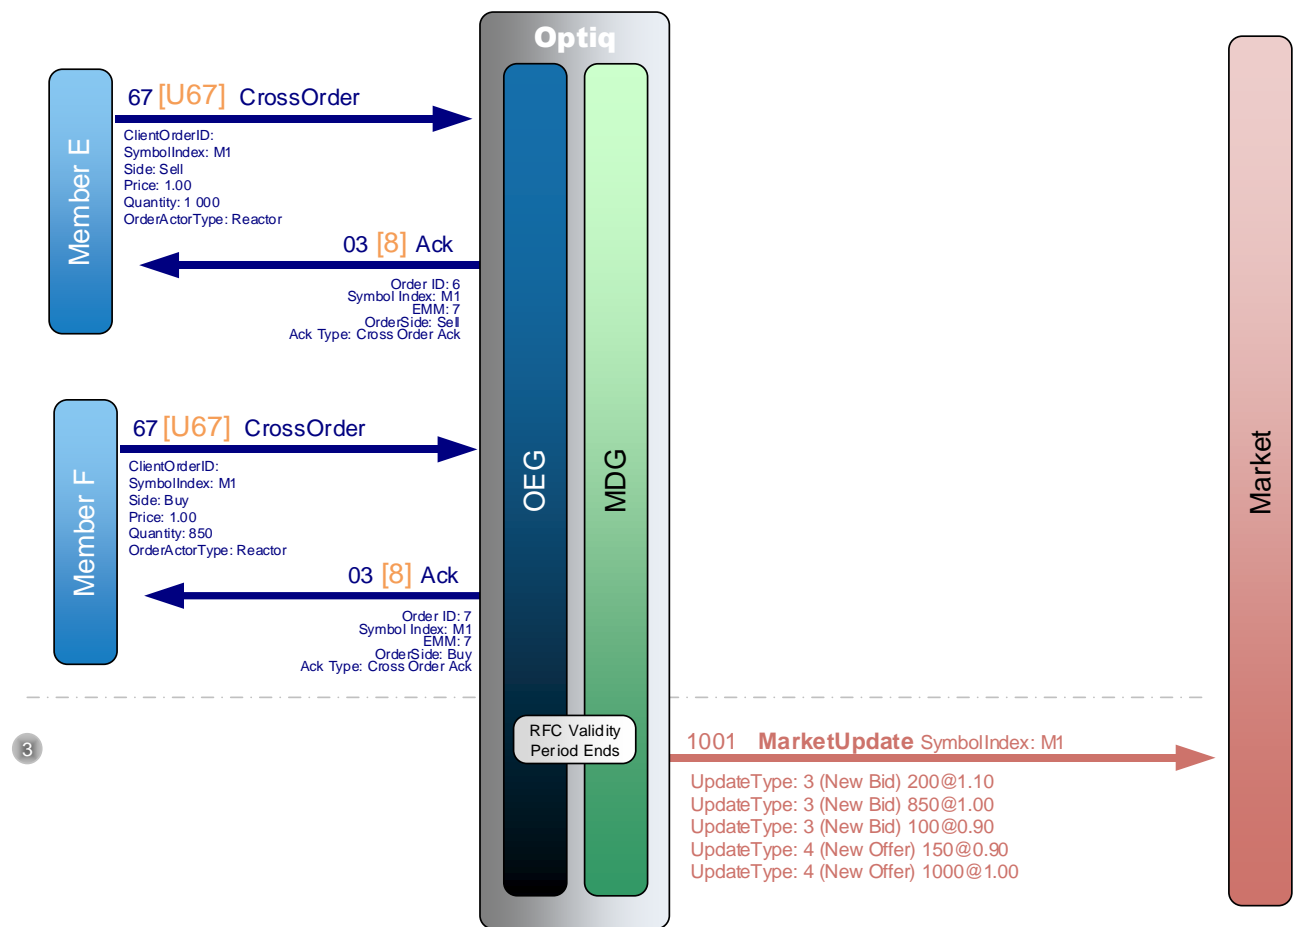 Optiq
Member E
67 [U67] CrossOrder
ClientOrderID:
SymbolIndex: M1
Side: Sell
Price: 1.00
Quantity: 1 000
OrderActorType: Reactor
03 [8] Ack
Order ID: 6
Symbol Index: M1
EMM: 7
OrderSide: Sell
Ack Type: Cross Order Ack
Member F
67 [U67] CrossOrder
ClientOrderID:
SymbolIndex: M1
Side: Buy
Price: 1.00
Quantity: 850
OrderActorType: Reactor
03 [8] Ack
Order ID: 7
Symbol Index: M1
EMM: 7
OrderSide: Buy
Ack Type: Cross Order Ack
OEG
MDG
Market
3
RFC Validity
Period Ends
1001 MarketUpdate SymbolIndex: M1
UpdateType: 3 (New Bid) 200@1.10
UpdateType: 3 (New Bid) 850@1.00
UpdateType: 3 (New Bid) 100@0.90
UpdateType: 4 (New Offer) 150@0.90
UpdateType: 4 (New Offer) 1000@1.00